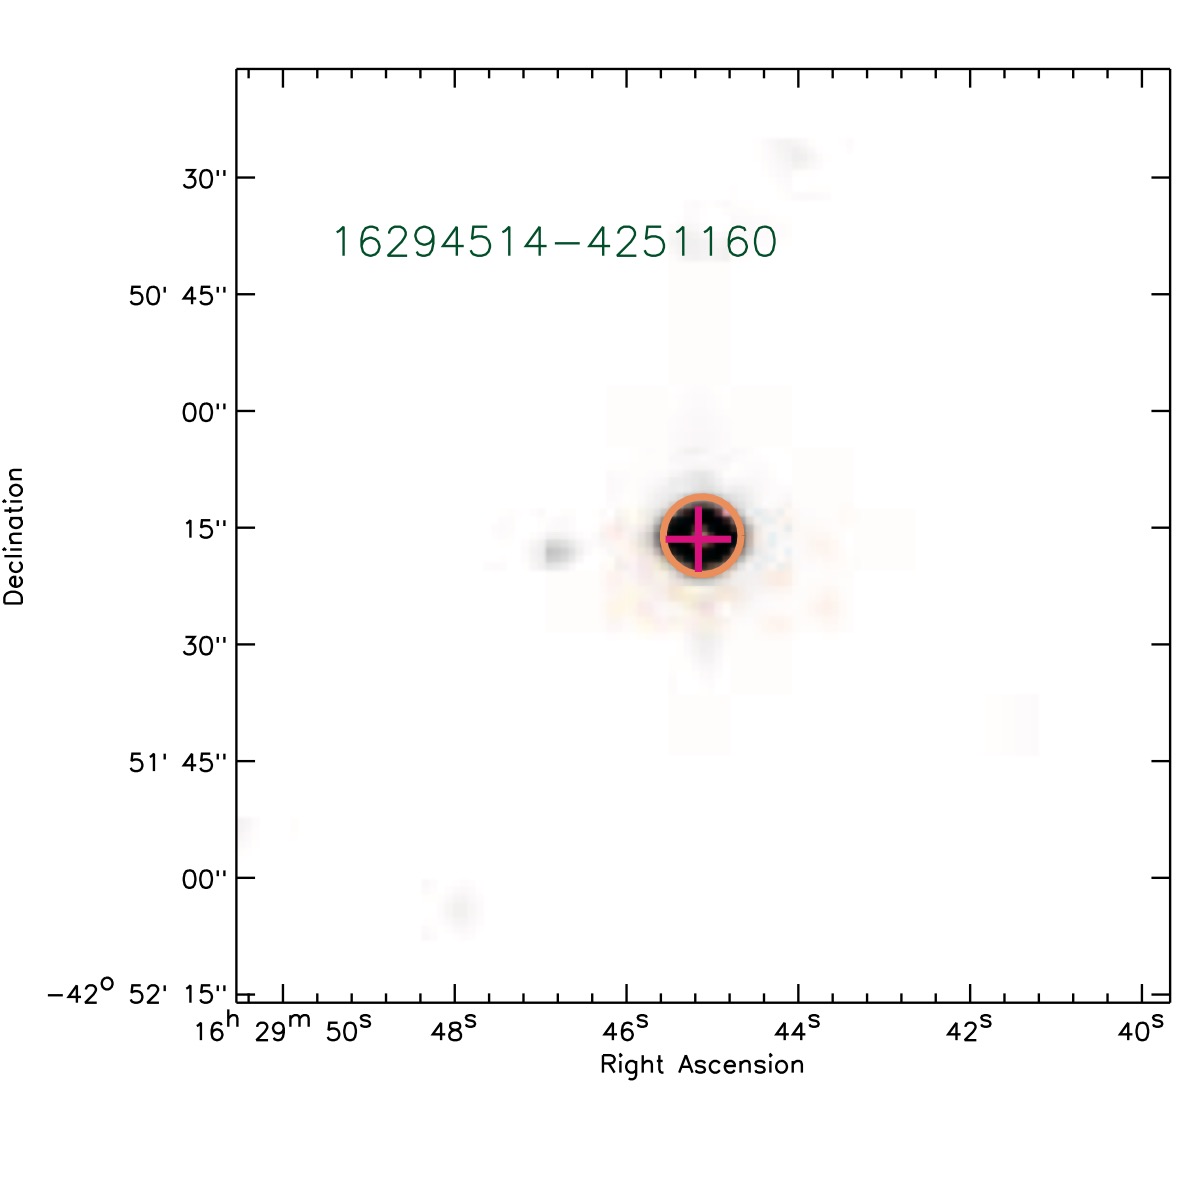 30"
16294514−4251160
50' 45"
00"
15"
Declination
30"
51' 45"
00"
−42° 52' 15"
16ʰ 29ᵐ 50ˢ 48ˢ 46ˢ 44ˢ 42ˢ 40ˢ
Right Ascension